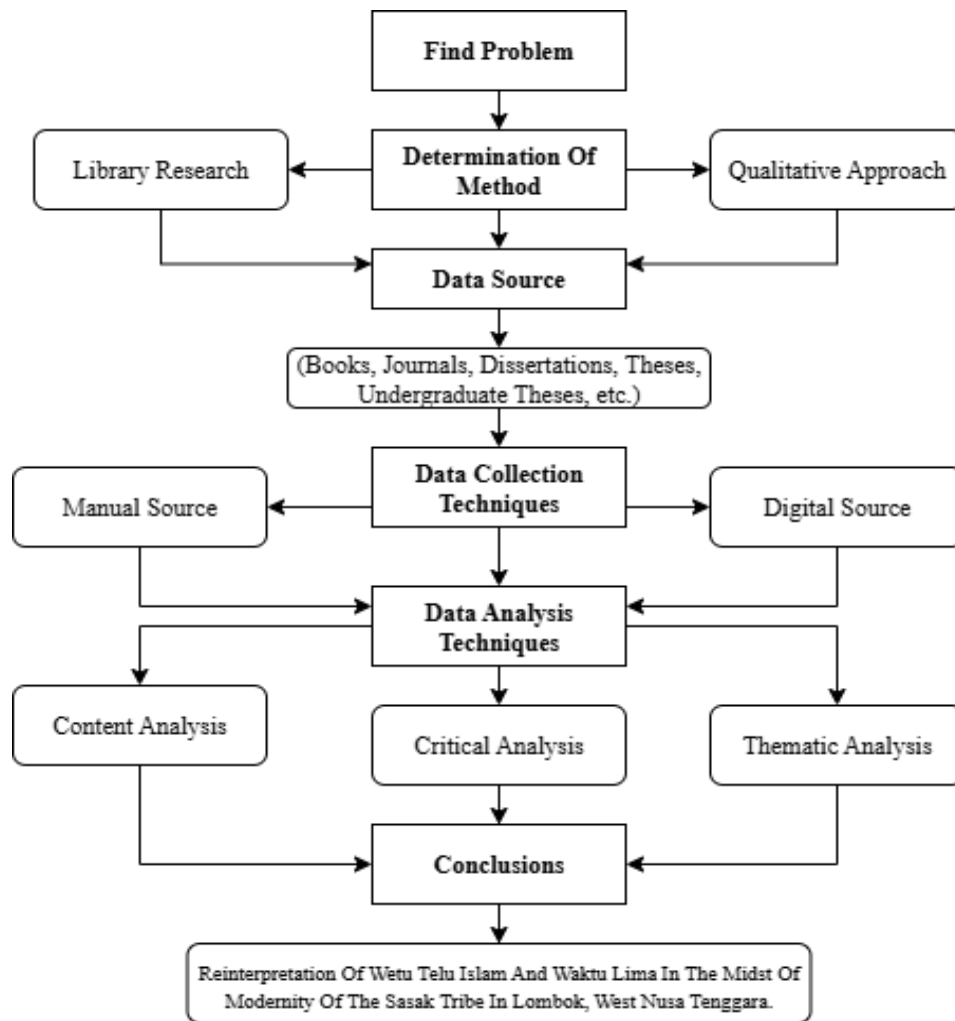 Find Problem
Library Research
Determination Of
Method
Qualitative Approach
Data Source
(Books, Journals, Dissertations, Theses,
Undergraduate Theses, etc.)
Manual Source
Data Collection
Techniques
Digital Source
Data Analysis
Techniques
Content Analysis
Critical Analysis
Thematic Analysis
Conclusions
Reinterpretation Of Wetu Telu Islam And Waktu Lima In The Midst Of
Modernity Of The Sasak Tribe In Lombok, West Nusa Tenggara.